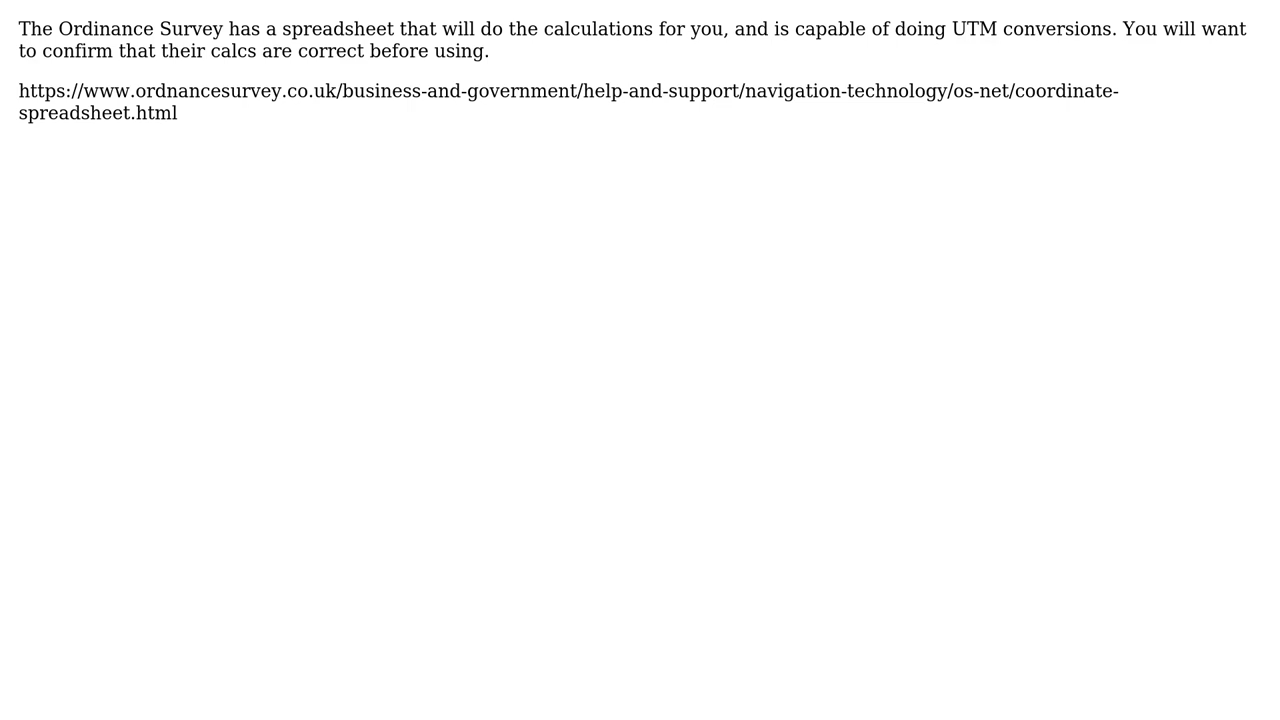 The Ordinance Survey has a spreadsheet that will do the calculations for you, and is capable of doing UTM conversions. You will want
to confirm that their calcs are correct before using.
https://www.ordnancesurvey.co.uk/business-and-government/help-and-support/navigation-technology/os-net/coordinate-
spreadsheet.html